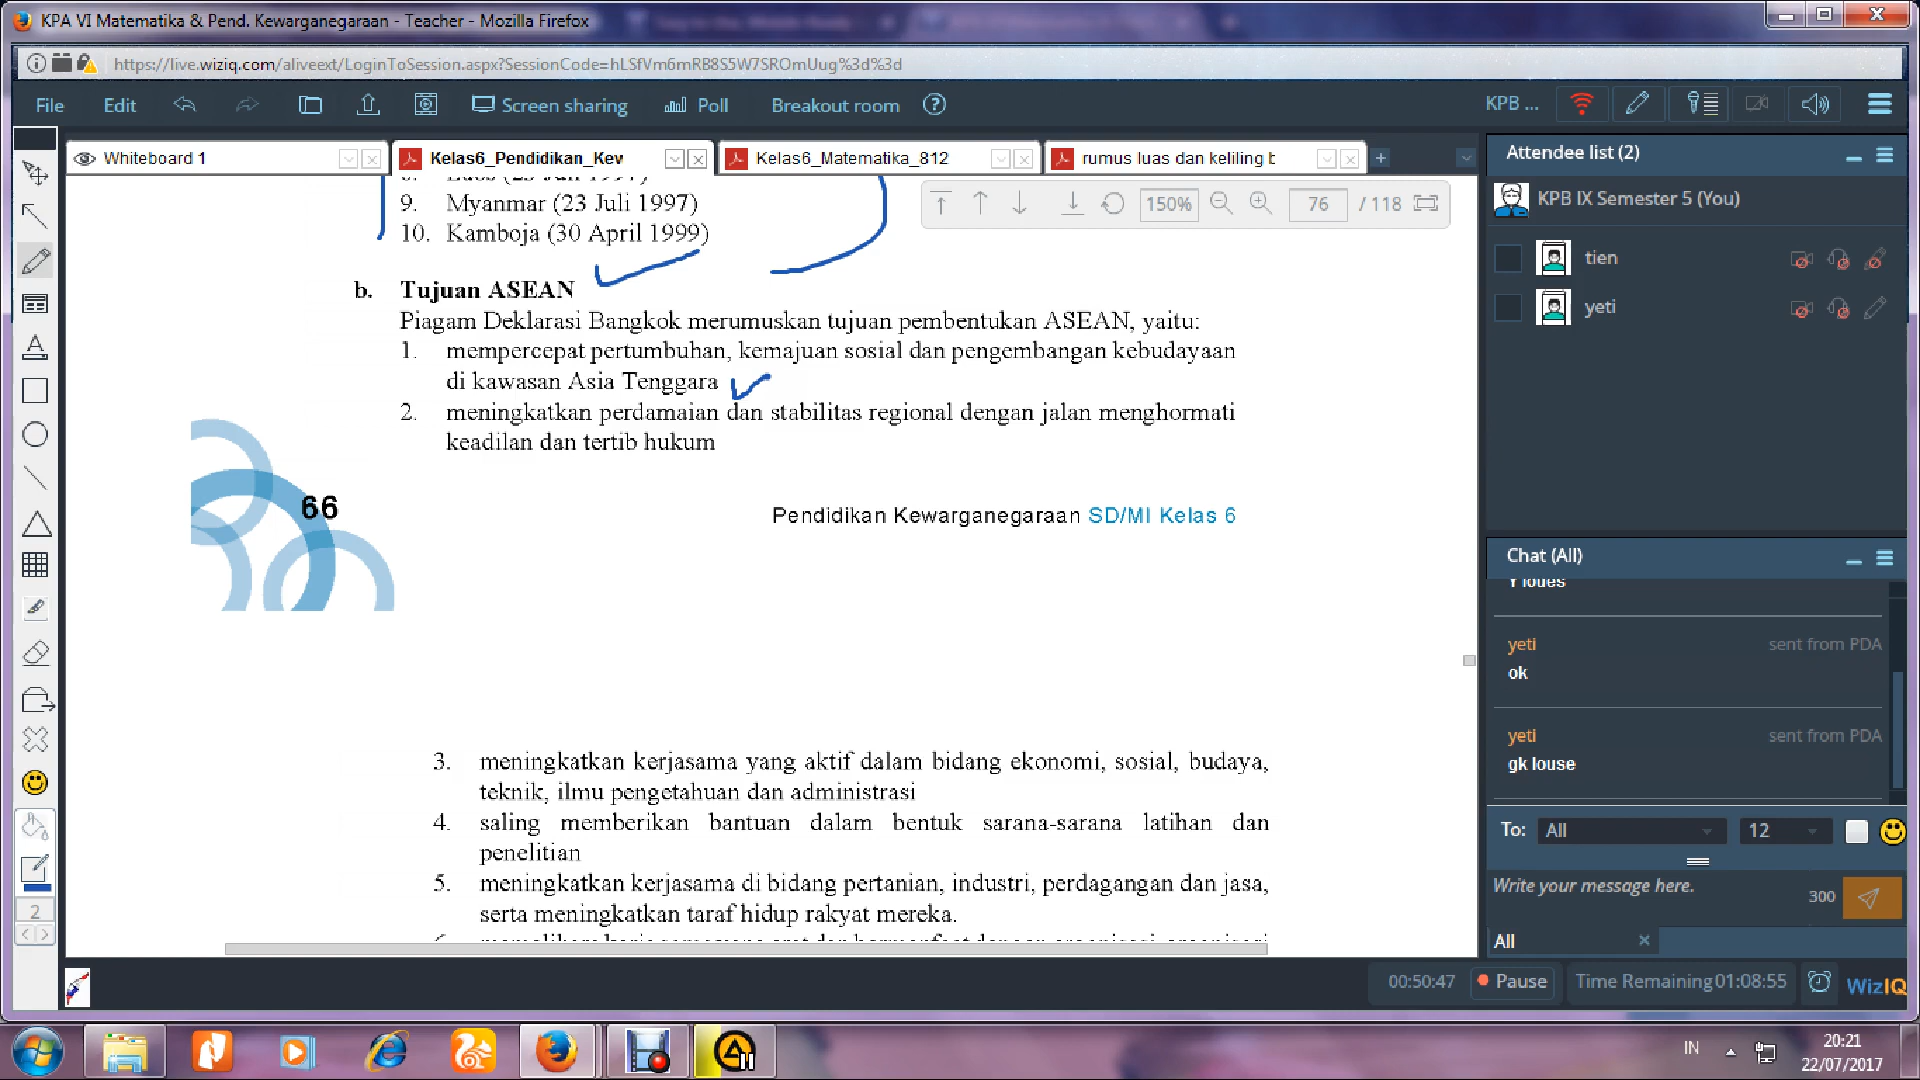 KPA VI Matematika & Pend. Kewarganegaraan - Teacher - Mozilla Firefox
https://live.wiziq.com/aliveext/LoginToSession.aspx?SessionCode=hLSfVm6mRB8S5W7SROmUug%3d%3d
File Edit Screen sharing Poll Breakout room KPB ...
Whiteboard 1
Kelas6_Pendidikan_Kew
Kelas6_Matematika_812
rumus luas dan keliling b
150% 76 / 118
9. Myanmar (23 Juli 1997)
10. Kamboja (30 April 1999)
b. Tujuan ASEAN
Piagam Deklarasi Bangkok merumuskan tujuan pembentukan ASEAN, yaitu:
1. mempercepat pertumbuhan, kemajuan sosial dan pengembangan kebudayaan
di kawasan Asia Tenggara
2. meningkatkan perdamaian dan stabilitas regional dengan jalan menghormati
keadilan dan tertib hukum
66
Pendidikan Kewarganegaraan SD/MI Kelas 6
3. meningkatkan kerjasama yang aktif dalam bidang ekonomi, sosial, budaya,
teknik, ilmu pengetahuan dan administrasi
4. saling memberikan bantuan dalam bentuk sarana-sarana latihan dan
penelitian
5. meningkatkan kerjasama di bidang pertanian, industri, perdagangan dan jasa,
serta meningkatkan taraf hidup rakyat mereka.
2
Attendee list (2)
KPB IX Semester 5 (You)
tien
yeti
Chat (All)
Y loues
yeti sent from PDA
ok
yeti sent from PDA
gk louse
To: All 12
Write your message here.
300
All
00:50:47 Pause Time Remaining 01:08:55 WizIQ
IN
20:21
22/07/2017